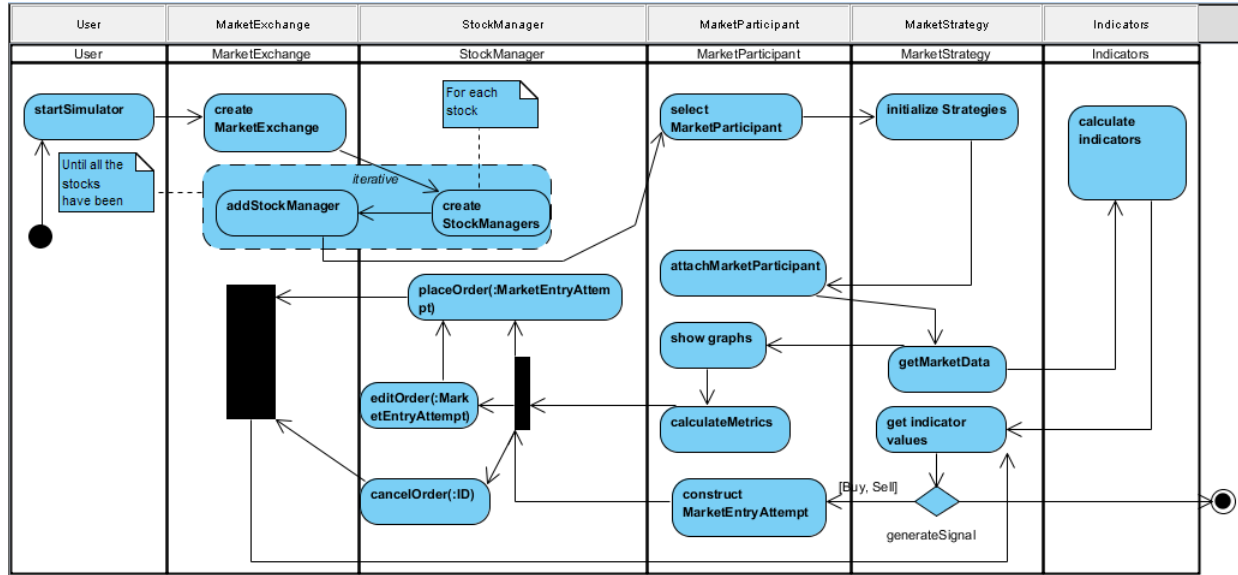 User MarketExchange StockManager MarketParticipant MarketStrategy Indicators
User MarketExchange StockManager MarketParticipant MarketStrategy Indicators
startSimulator
create
MarketExchange
For each
stock
select
MarketParticipant
initialize Strategies
calculate
indicators
Until all the
stocks
have been
iterative
addStockManager
create
StockManagers
attachMarketParticipant
placeOrder(:MarketEntryAttem
pt)
show graphs
getMarketData
editOrder(:Mark
etEntryAttempt)
calculateMetrics
get indicator
values
cancelOrder(:ID)
construct
MarketEntryAttempt
[Buy, Sell]
generateSignal